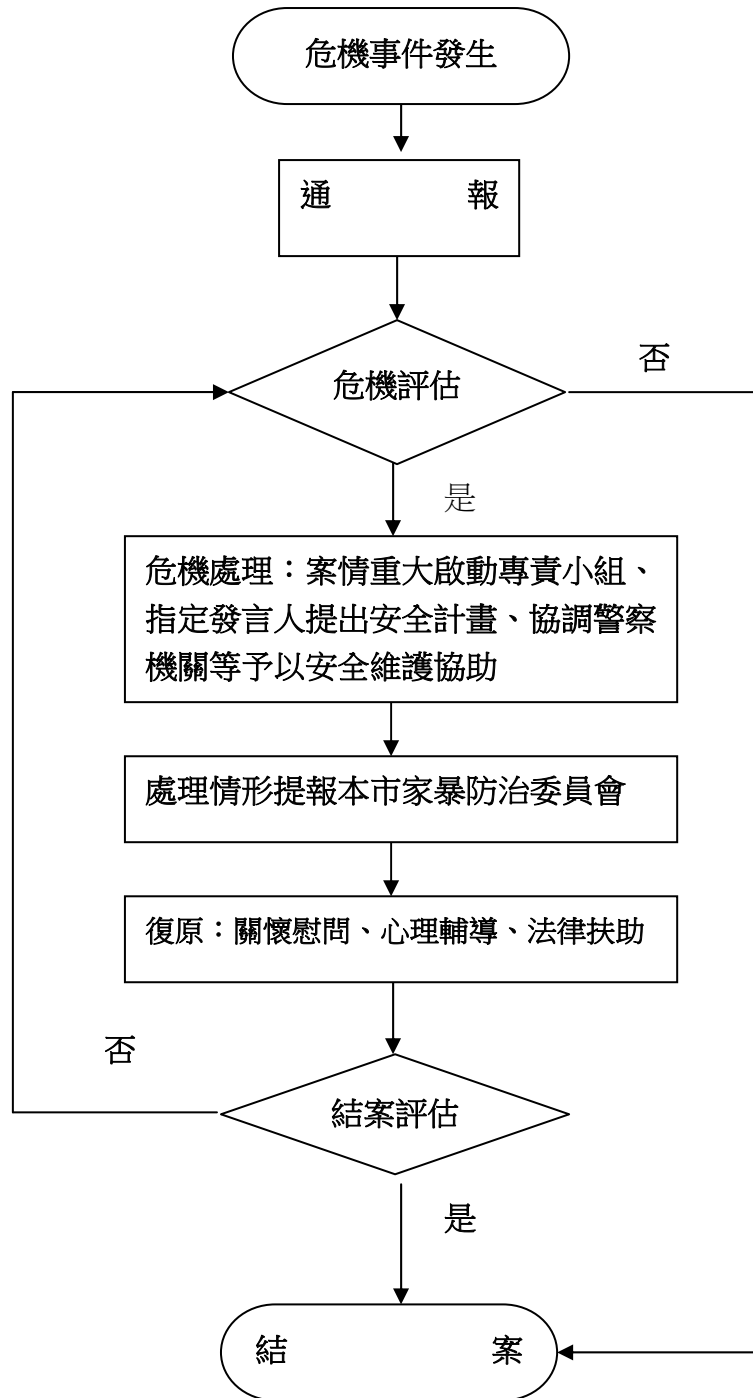 危機事件發生
通 報
危機評估
否
是
危機處理：案情重大啟動專責小組、
指定發言人提出安全計畫、協調警察
機關等予以安全維護協助
處理情形提報本市家暴防治委員會
復原：關懷慰問、心理輔導、法律扶助
否
結案評估
是
結 案